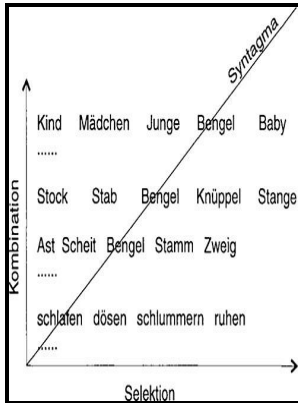 Syntagma
Kind Mädchen Junge Bengel Baby
......
Stock Stab Bengel Knüppel Stange
Ast Scheit Bengel Stamm Zweig
......
schlafen dösen schlummern ruhen
......
Kombination
Selektion